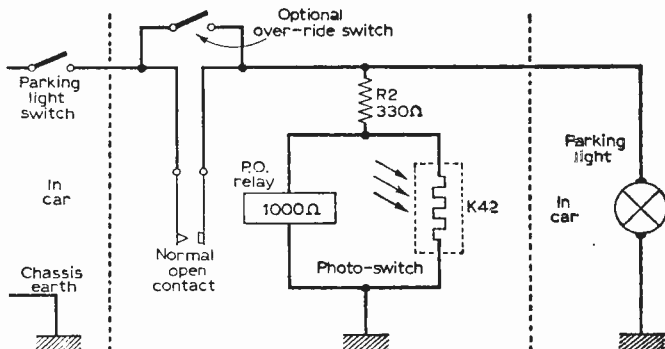 Optional
over-ride switch
Parking
light
switch
R2
330Ω
P.O.
relay
1000Ω
K42
Parking
light
In
car
In
car
Chassis
earth
Normal
open
contact
Photo-switch